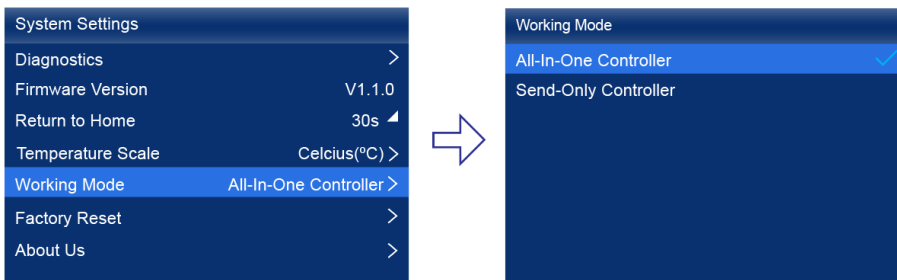 System Settings
Diagnostics
Firmware Version V1.1.0
Return to Home 30s
Temperature Scale Celcius(ºC)
Working Mode All-In-One Controller
Factory Reset
About Us
Working Mode
All-In-One Controller
Send-Only Controller